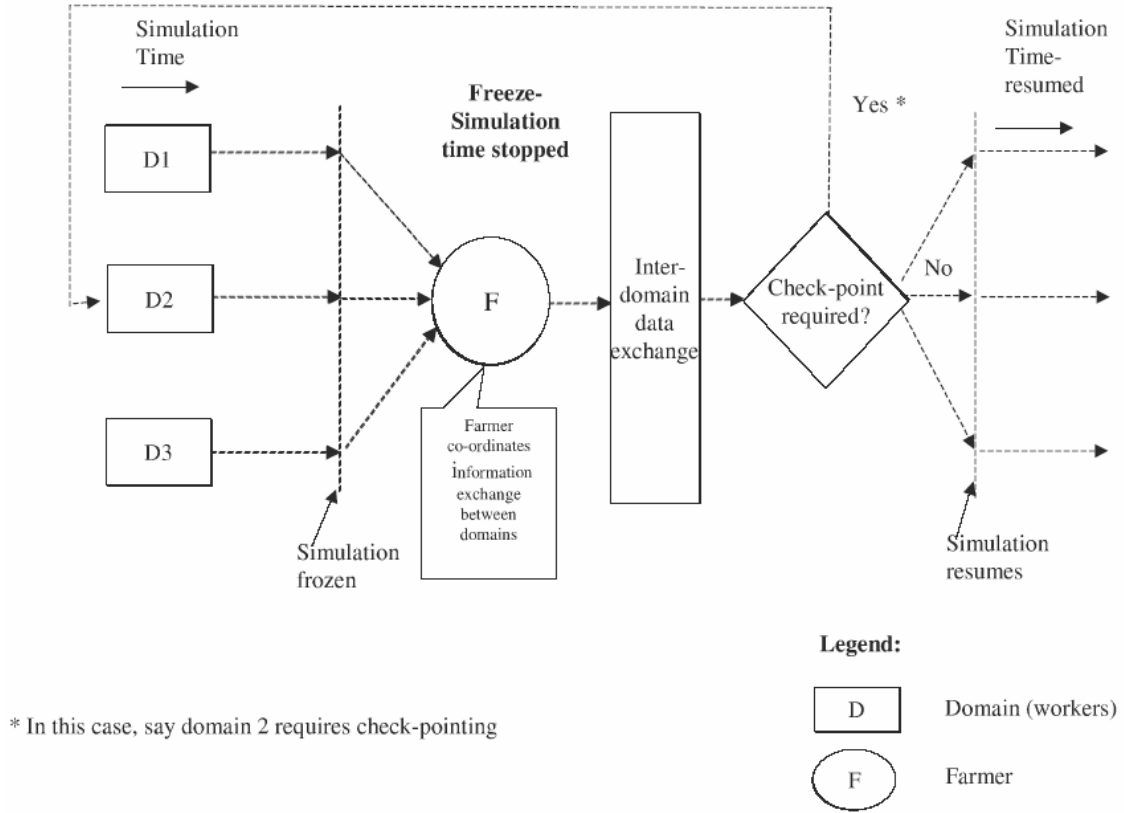 Simulation
Time
Simulation
Time-
resumed
Freeze-
Simulation
time stopped
Yes *
D1
D2
D3
F
Inter-
domain
data
exchange
Check-point
required?
No
Farmer
co-ordinates
information
exchange
between
domains
Simulation
frozen
Simulation
resumes
Legend:
D
Domain (workers)
* In this case, say domain 2 requires check-pointing
F
Farmer